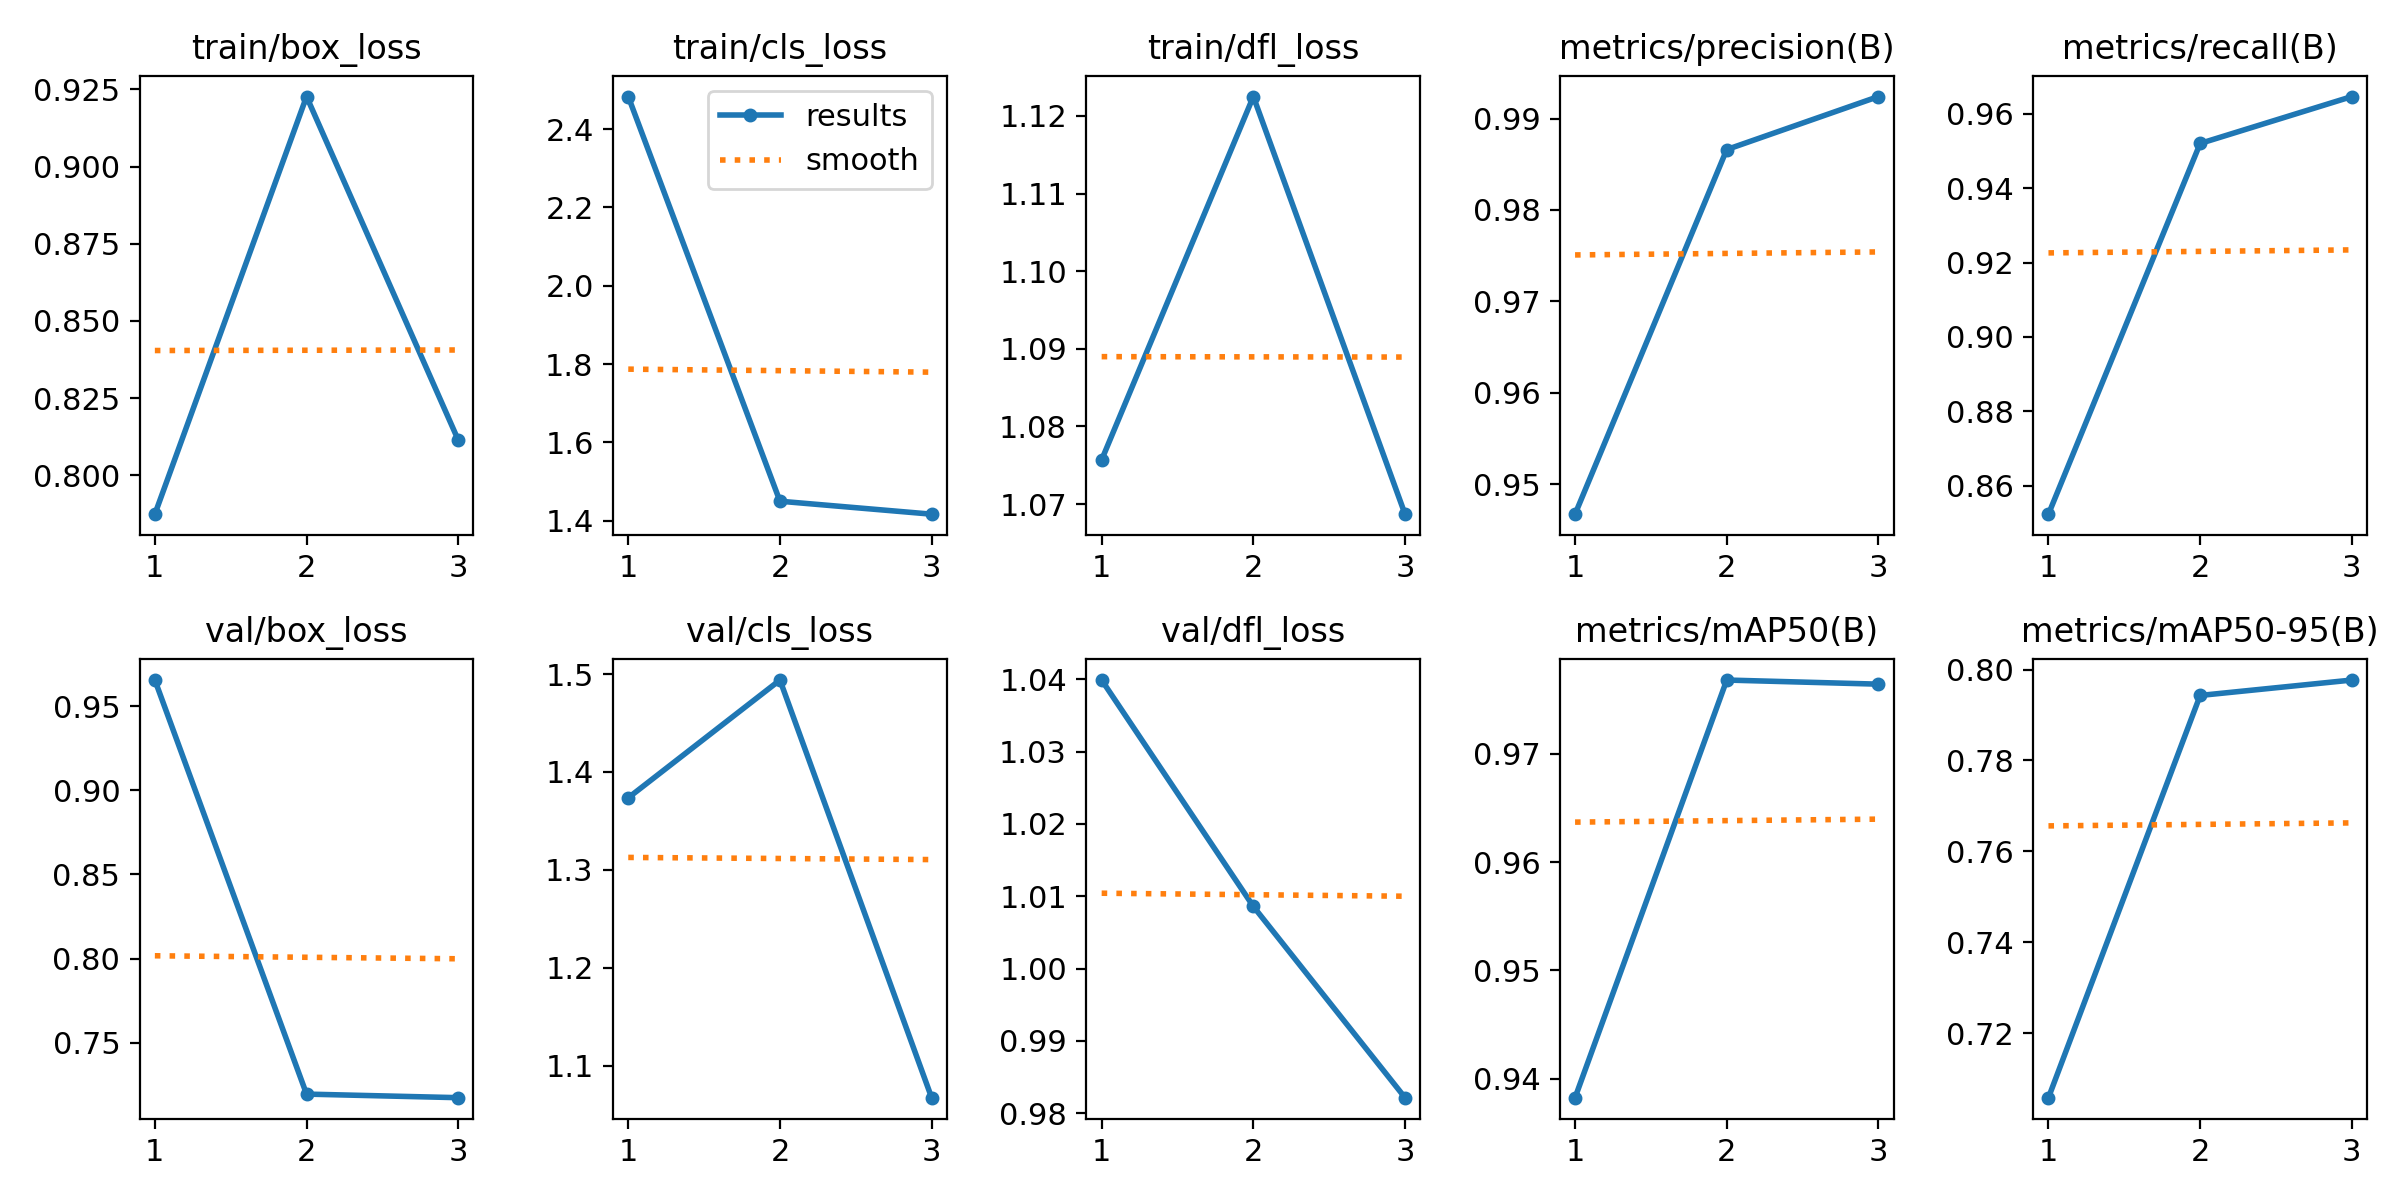 train/box_loss
0.925
0.900
0.875
0.850
0.825
0.800
1 2 3
train/cls_loss
results
smooth
2.4
2.2
2.0
1.8
1.6
1.4
1 2 3
train/dfl_loss
1.12
1.11
1.10
1.09
1.08
1.07
1 2 3
metrics/precision(B)
0.99
0.98
0.97
0.96
0.95
1 2 3
metrics/recall(B)
0.96
0.94
0.92
0.90
0.88
0.86
1 2 3
val/box_loss
0.95
0.90
0.85
0.80
0.75
1 2 3
val/cls_loss
1.5
1.4
1.3
1.2
1.1
1 2 3
val/dfl_loss
1.04
1.03
1.02
1.01
1.00
0.99
0.98
1 2 3
metrics/mAP50(B)
0.97
0.96
0.95
0.94
1 2 3
metrics/mAP50-95(B)
0.80
0.78
0.76
0.74
0.72
1 2 3